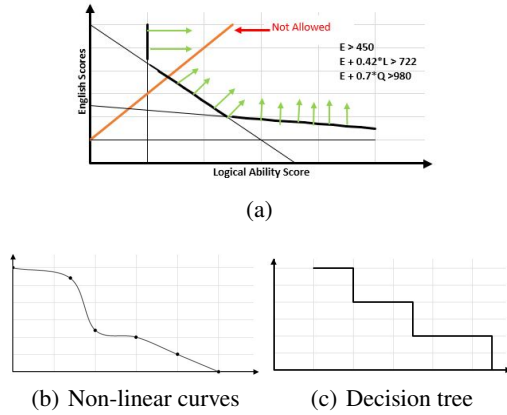 Not Allowed
E > 450
E + 0.42*L > 722
E + 0.7*Q >980
English Scores
Logical Ability Score
(a)
(b) Non-linear curves
(c) Decision tree